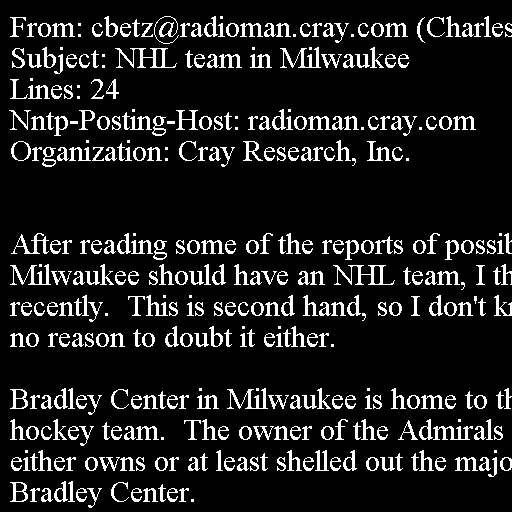 From: cbetz@radioman.cray.com (Charles
Subject: NHL team in Milwaukee
Lines: 24
Nntp-Posting-Host: radioman.cray.com
Organization: Cray Research, Inc.
After reading some of the reports of possib
Milwaukee should have an NHL team, I th
recently.  This is second hand, so I don't kn
no reason to doubt it either.
Bradley Center in Milwaukee is home to th
hockey team.  The owner of the Admirals
either owns or at least shelled out the majo
Bradley Center.